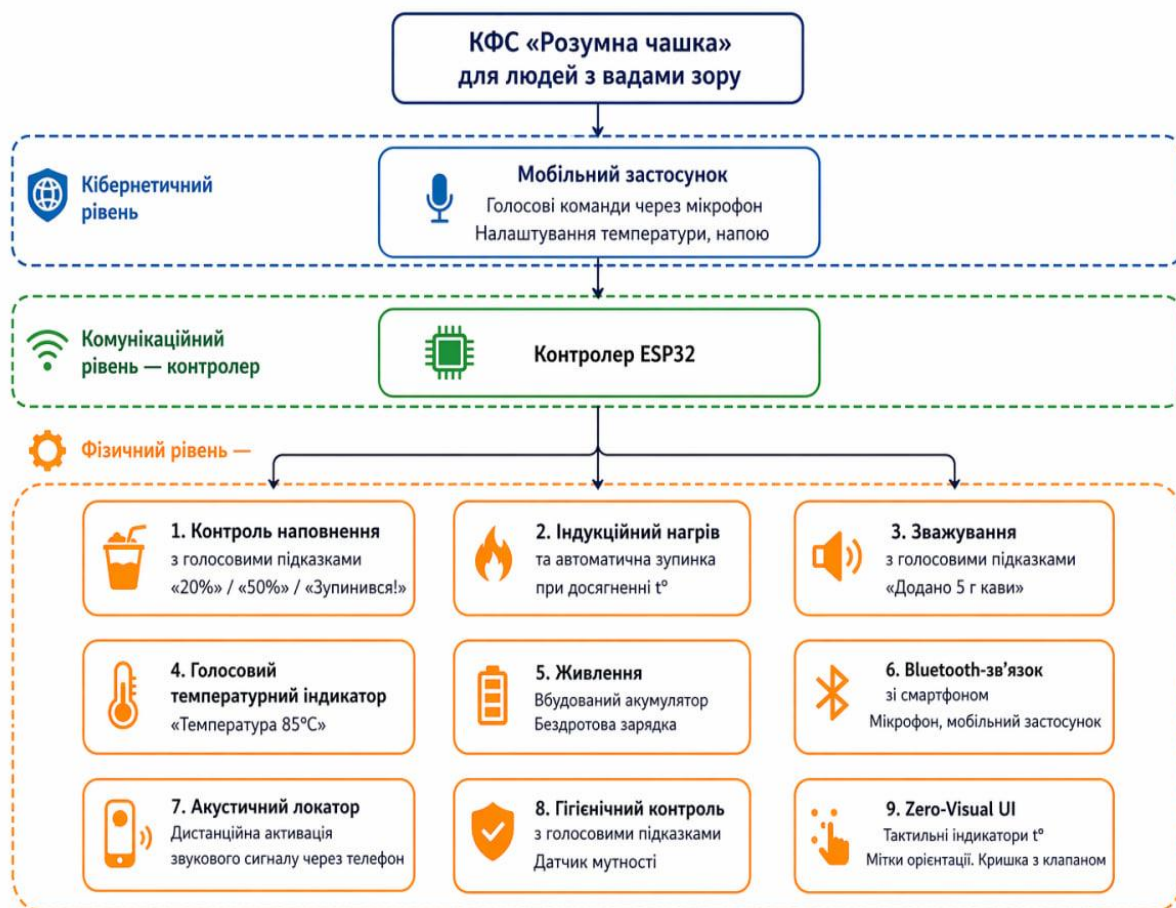 КФС «Розумна чашка»
для людей з вадами зору
Кібернетичний
рівень
Мобільний застосунок
Голосові команди через мікрофон
Налаштування температури, напою
Комунікаційний
рівень — контролер
Контролер ESP32
Фізичний рівень —
1. Контроль наповнення
з голосовими підказками
«20%» / «50%» / «Зупинився!»
2. Індукційний нагрів
та автоматична зупинка
при досягненні t°
3. Зважування
з голосовими підказками
«Додано 5 г кави»
4. Голосовий
температурний індикатор
«Температура 85°C»
5. Живлення
Вбудований акумулятор
Бездротова зарядка
6. Bluetooth-зв’язок
зі смартфоном
Мікрофон, мобільний застосунок
7. Акустичний локатор
Дистанційна активація
звукового сигналу через телефон
8. Гігієнічний контроль
з голосовими підказками
Датчик мутності
9. Zero-Visual UI
Тактильні індикатори t°
Мітки орієнтації. Кришка з клапаном